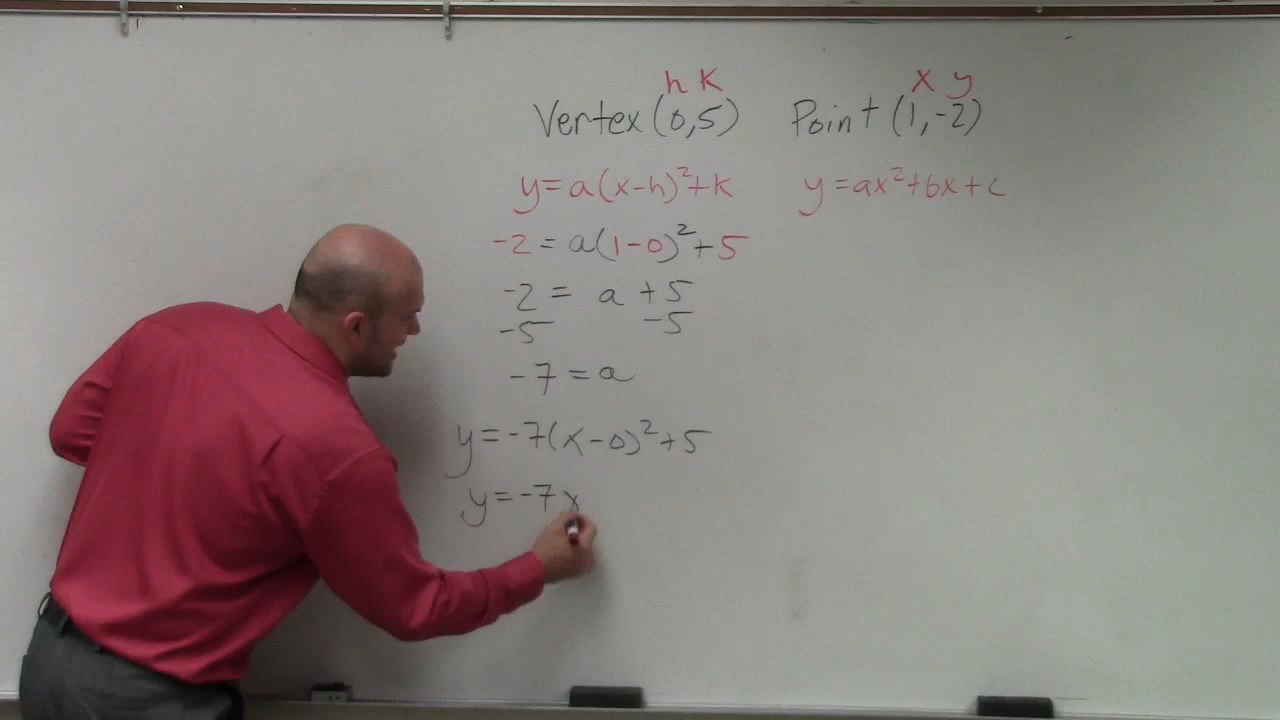 h k x y
Vertex (0,5) Point (1,-2)
y=a(x-h)²+k y=ax²+bx+c
-2=a(1-0)²+5
-2= a +5
-5 -5
-7=a
y=-7(x-0)²+5
y=-7x